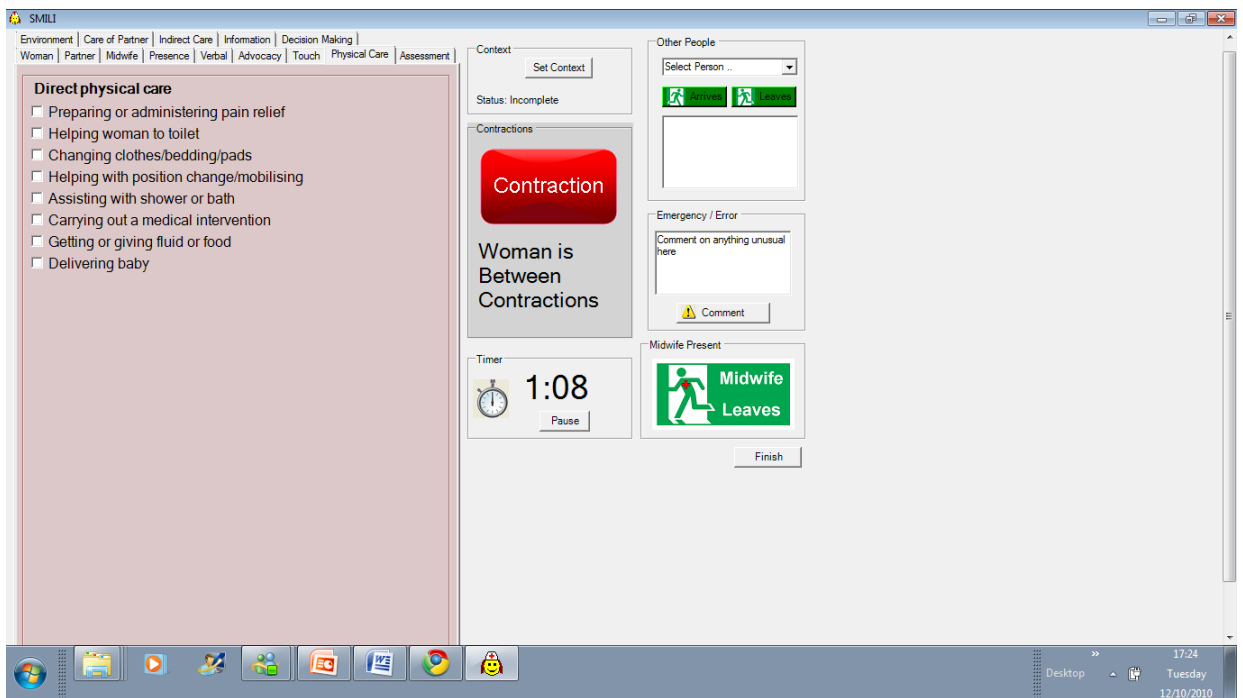 SMILI
Environment | Care of Partner | Indirect Care | Information | Decision Making |
Woman | Partner | Midwife | Presence | Verbal | Advocacy | Touch | Physical Care | Assessment |
Direct physical care
Preparing or administering pain relief
Helping woman to toilet
Changing clothes/bedding/pads
Helping with position change/mobilising
Assisting with shower or bath
Carrying out a medical intervention
Getting or giving fluid or food
Delivering baby
Context
Set Context
Status: Incomplete
Contractions
Contraction
Woman is
Between
Contractions
Timer
1:08
Pause
Other People
Select Person ..
Arrives
Leaves
Emergency / Error
Comment on anything unusual
here
Comment
Midwife Present
Midwife
Leaves
Finish
Desktop
17:24
Tuesday
12/10/2010